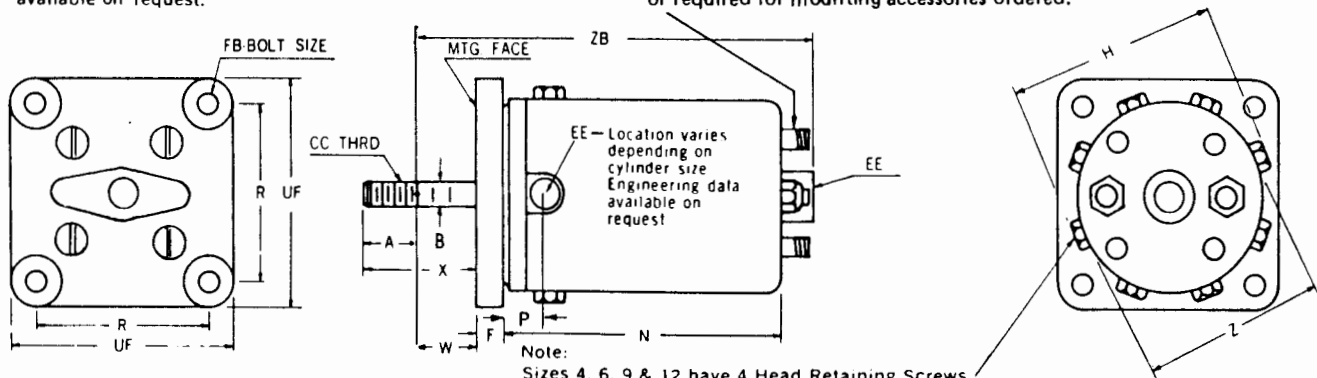 available on request.
or required for mounting accessories ordered.
FB-BOLT SIZE
MTG FACE
ZB
H
CC THRD
EE — Location varies
depending on
cylinder size
Engineering data
available on
request
EE
R
UF
A
B
X
P
F
N
W
Z
R
UF
Note:
Sizes 4, 6, 9 & 12 have 4 Head Retaining Screws